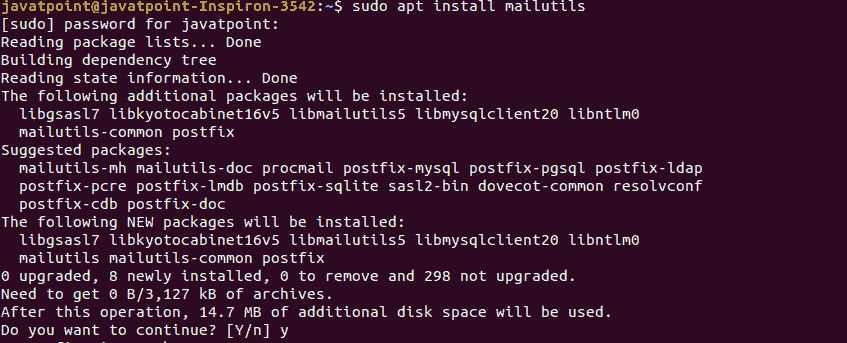 javatpoint@javatpoint-Inspiron-3542:~$ sudo apt install mailutils
[sudo] password for javatpoint:
Reading package lists... Done
Building dependency tree
Reading state information... Done
The following additional packages will be installed:
  libgsasl7 libkyotocabinet16v5 libmailutils5 libmysqlclient20 libntlm0
  mailutils-common postfix
Suggested packages:
  mailutils-mh mailutils-doc procmail postfix-mysql postfix-pgsql postfix-ldap
  postfix-pcre postfix-lmdb postfix-sqlite sasl2-bin dovecot-common resolvconf
  postfix-cdb postfix-doc
The following NEW packages will be installed:
  libgsasl7 libkyotocabinet16v5 libmailutils5 libmysqlclient20 libntlm0
  mailutils mailutils-common postfix
0 upgraded, 8 newly installed, 0 to remove and 298 not upgraded.
Need to get 0 B/3,127 kB of archives.
After this operation, 14.7 MB of additional disk space will be used.
Do you want to continue? [Y/n] y